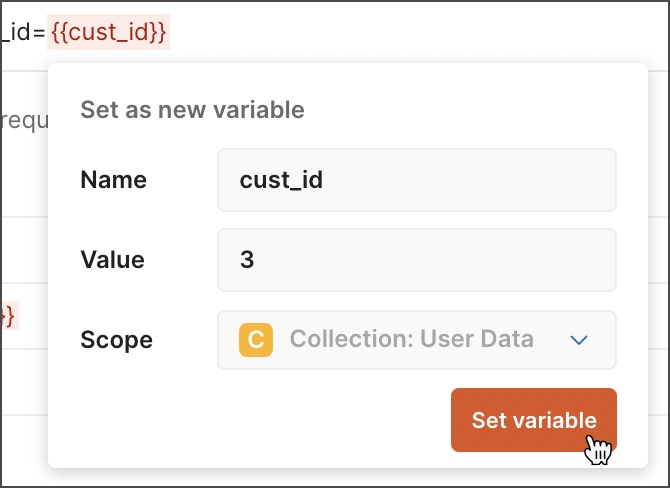 _id={{cust_id}}
Set as new variable
requ
Name
cust_id
Value
3
}}
Scope
C Collection: User Data
Set variable